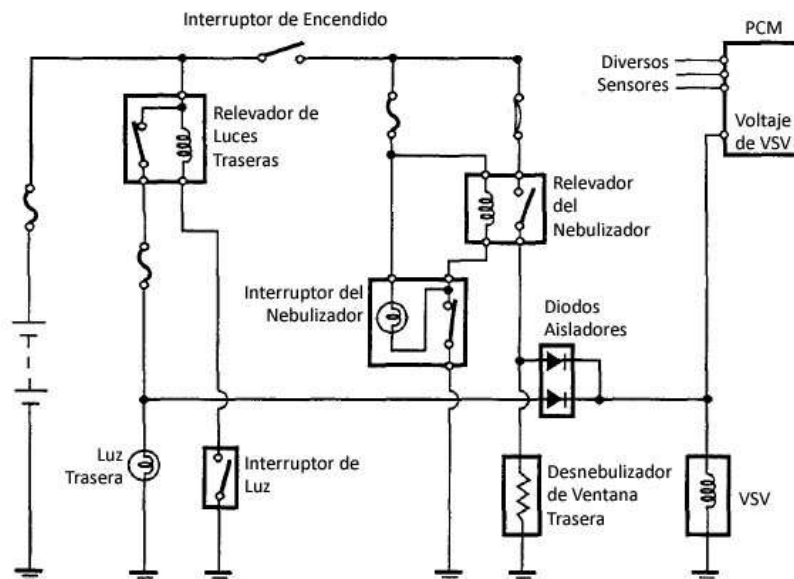 Interruptor de Encendido
PCM
Diversos
Sensores
Voltaje
de VSV
Relevador de
Luces
Traseras
Relevador
del
Nebulizador
Interruptor del
Nebulizador
Diodos
Aisladores
Luz
Trasera
Interruptor de
Luz
Desnebulizador
de Ventana
Trasera
VSV